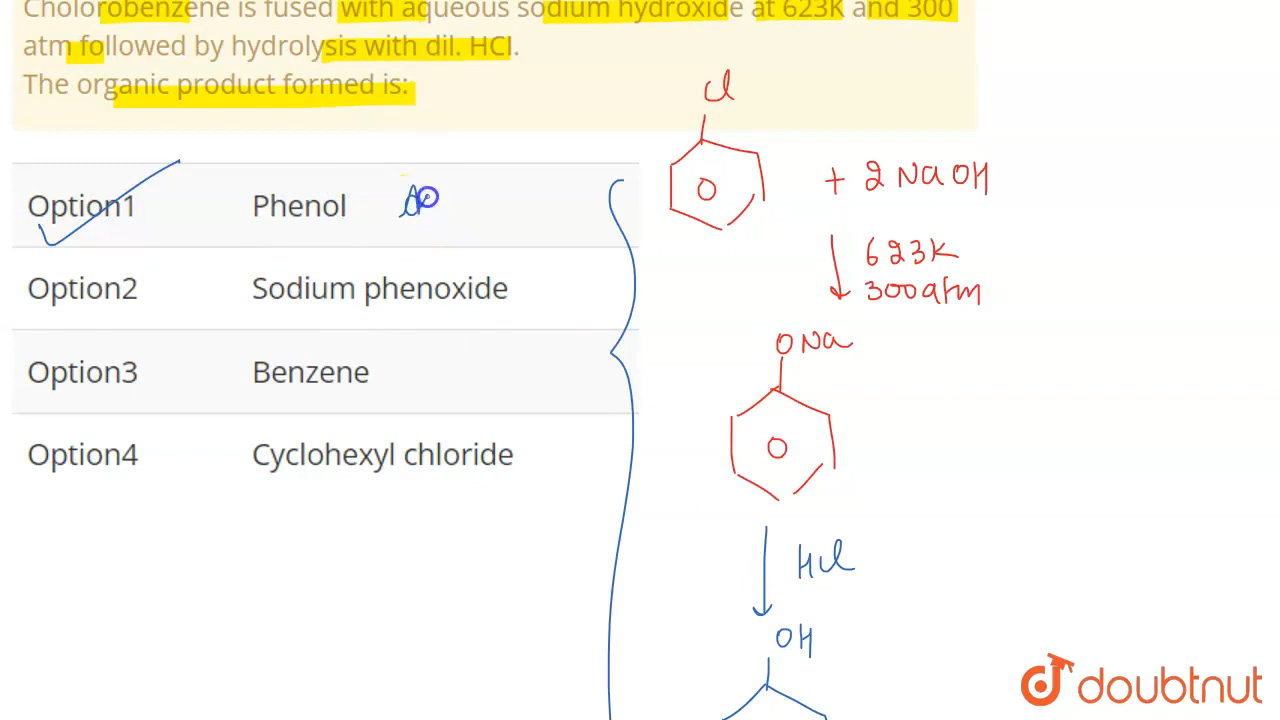 Cholorobenzene is fused with aqueous sodium hydroxide at 623K and 300
atm followed by hydrolysis with dil. HCl.
The organic product formed is:
Option1 Phenol
Option2 Sodium phenoxide
Option3 Benzene
Option4 Cyclohexyl chloride
Cl
+ 2 NaOH
623K
300atm
ONa
HCl
OH
doubtnut